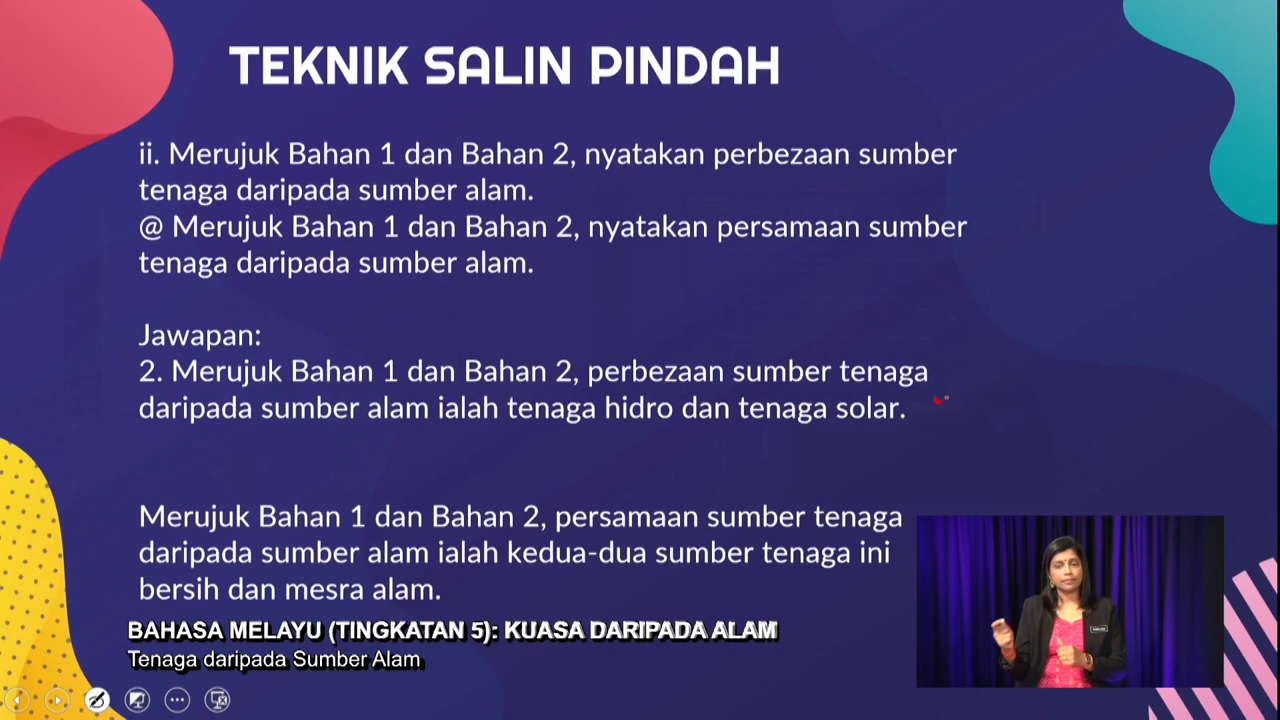 TEKNIK SALIN PINDAH
ii. Merujuk Bahan 1 dan Bahan 2, nyatakan perbezaan sumber
tenaga daripada sumber alam.
@ Merujuk Bahan 1 dan Bahan 2, nyatakan persamaan sumber
tenaga daripada sumber alam.
Jawapan:
2. Merujuk Bahan 1 dan Bahan 2, perbezaan sumber tenaga
daripada sumber alam ialah tenaga hidro dan tenaga solar.
Merujuk Bahan 1 dan Bahan 2, persamaan sumber tenaga
daripada sumber alam ialah kedua-dua sumber tenaga ini
bersih dan mesra alam.
BAHASA MELAYU (TINGKATAN 5): KUASA DARIPADA ALAM
Tenaga daripada Sumber Alam